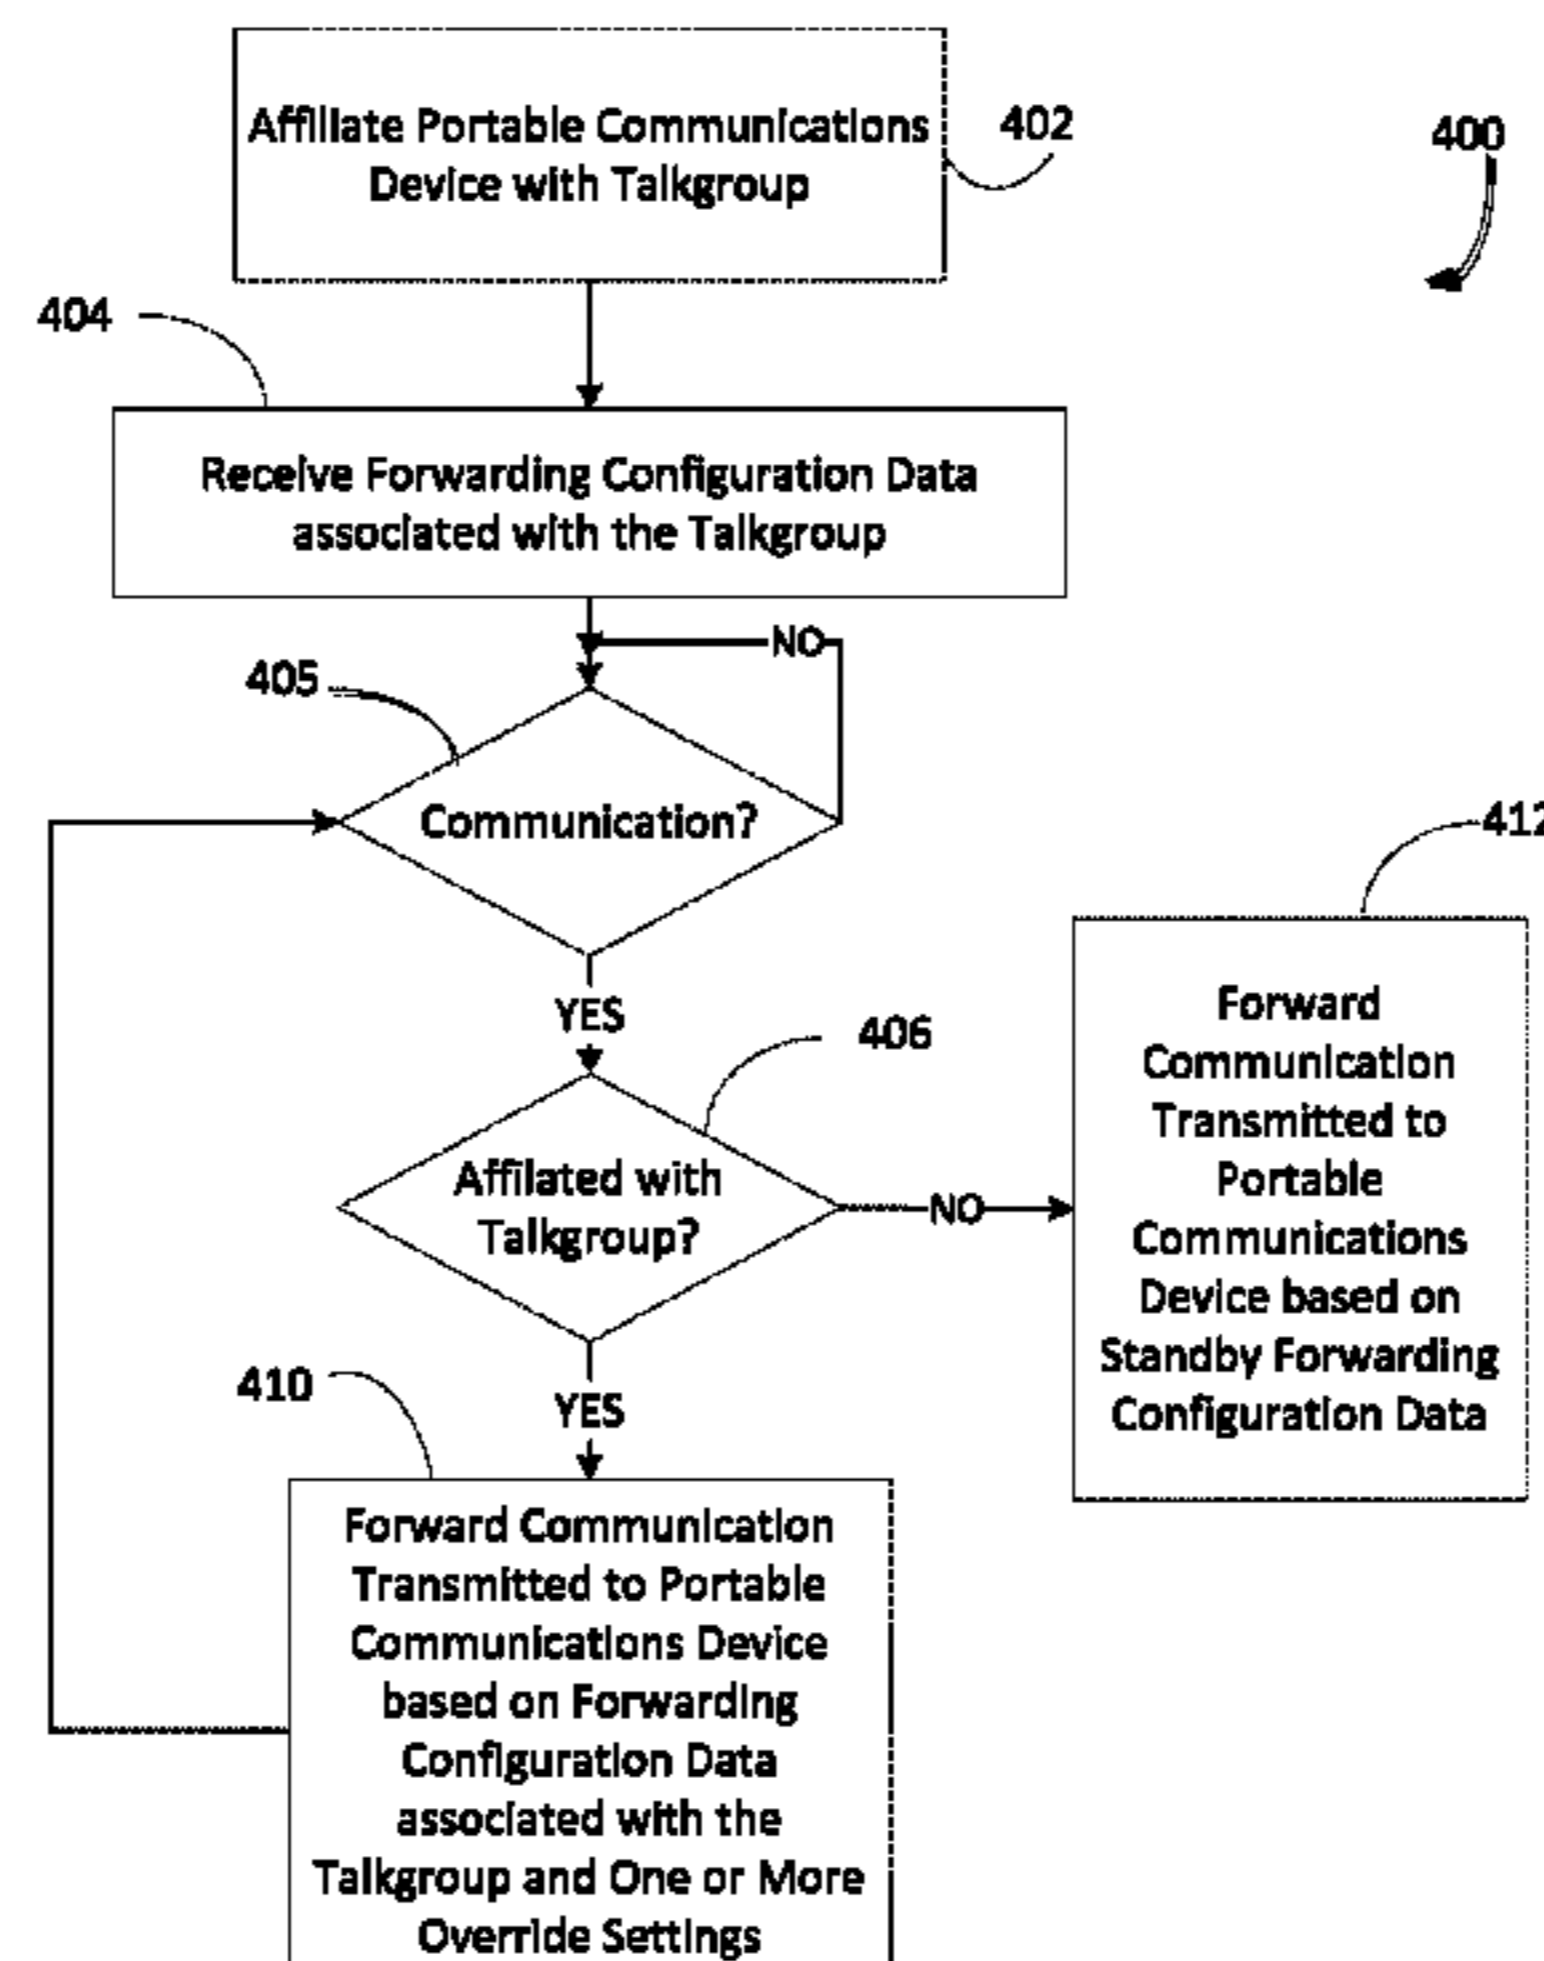 Affiliate Portable Communications
Device with Talkgroup
402
400
404
Receive Forwarding Configuration Data
associated with the Talkgroup
NO
405
Communication?
412
YES
406
Affilated with
Talkgroup?
NO
Forward
Communication
Transmitted to
Portable
Communications
Device based on
Standby Forwarding
Configuration Data
410
YES
Forward Communication
Transmitted to Portable
Communications Device
based on Forwarding
Configuration Data
associated with the
Talkgroup and One or More
Override Settings